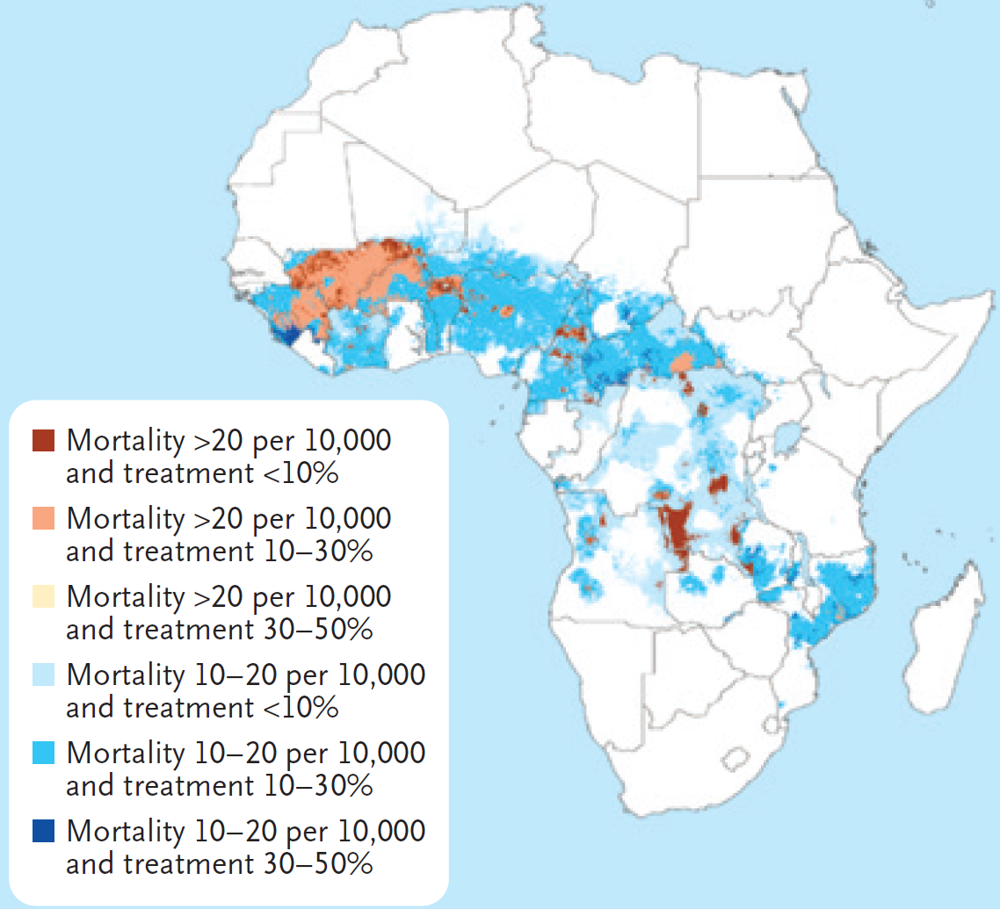 Mortality >20 per 10,000
and treatment <10%
Mortality >20 per 10,000
and treatment 10–30%
Mortality >20 per 10,000
and treatment 30–50%
Mortality 10–20 per 10,000
and treatment <10%
Mortality 10–20 per 10,000
and treatment 10–30%
Mortality 10–20 per 10,000
and treatment 30–50%